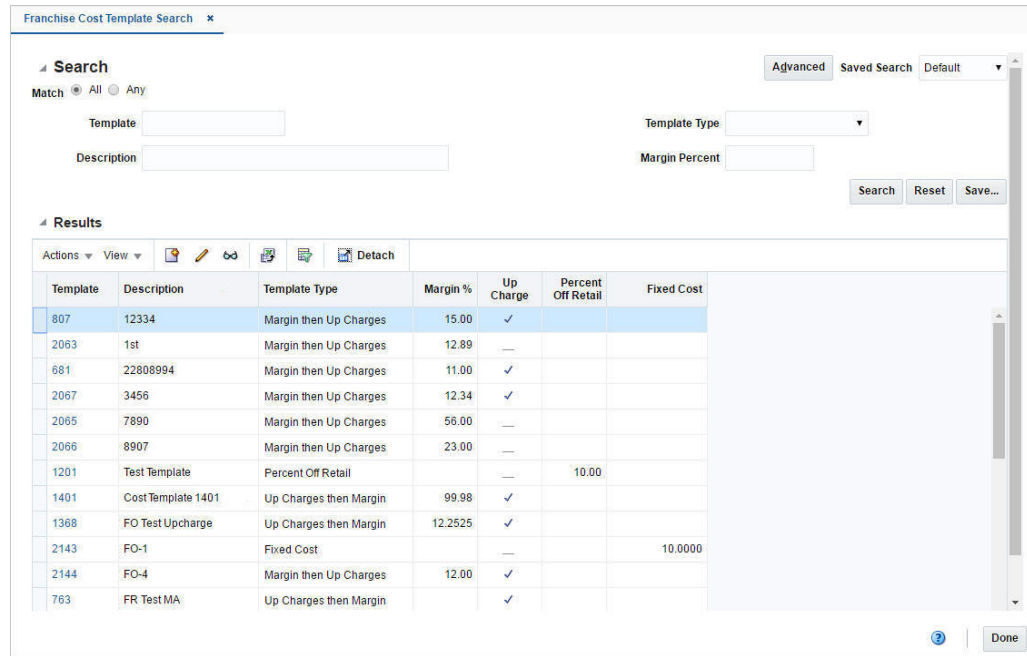 Franchise Cost Template Search ×
Search
Advanced Saved Search Default
Match All Any
Template Template Type
Description Margin Percent
Search Reset Save...
Results
Actions View Detach
Template Description Template Type Margin % Up Charge Percent Off Retail Fixed Cost
807 12334 Margin then Up Charges 15.00 ✓
2063 1st Margin then Up Charges 12.89 __
681 22808994 Margin then Up Charges 11.00 ✓
2067 3456 Margin then Up Charges 12.34 ✓
2065 7890 Margin then Up Charges 56.00 __
2066 8907 Margin then Up Charges 23.00 __
1201 Test Template Percent Off Retail __ 10.00
1401 Cost Template 1401 Up Charges then Margin 99.98 ✓
1368 FO Test Upcharge Up Charges then Margin 12.2525 ✓
2143 FO-1 Fixed Cost __ 10.0000
2144 FO-4 Margin then Up Charges 12.00 ✓
763 FR Test MA Up Charges then Margin ✓
? Done